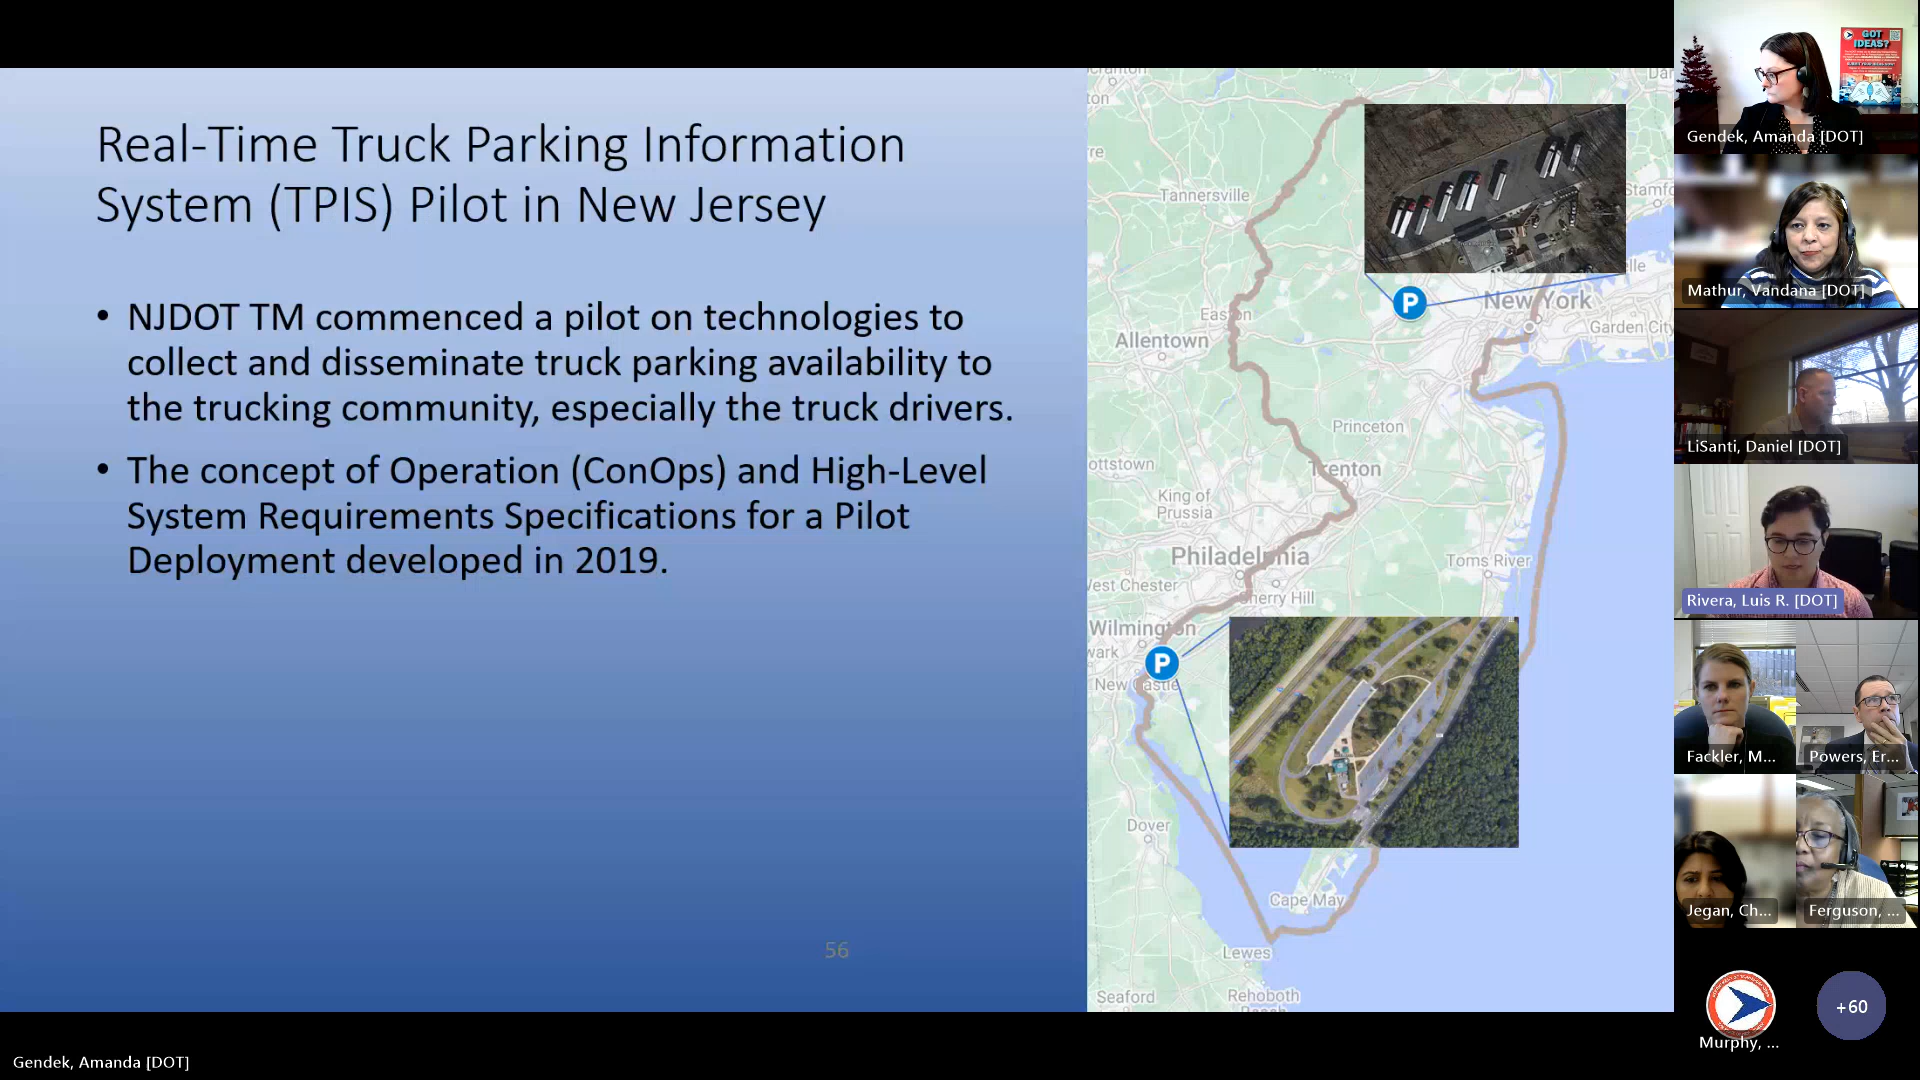 Real-Time Truck Parking Information
System (TPIS) Pilot in New Jersey
• NJDOT TM commenced a pilot on technologies to
collect and disseminate truck parking availability to
the trucking community, especially the truck drivers.
• The concept of Operation (ConOps) and High-Level
System Requirements Specifications for a Pilot
Deployment developed in 2019.
56
Tannersville
Easton
Allentown
New York
Garden City
Princeton
Trenton
ottstown
King of
Prussia
Philadelphia
Toms River
West Chester
Cherry Hill
Wilmington
wark
New Castle
Dover
Cape May
Lewes
Seaford
Rehoboth
P
P
GOT
IDEAS?
Gendek, Amanda [DOT]
Mathur, Vandana [DOT]
LiSanti, Daniel [DOT]
Rivera, Luis R. [DOT]
Fackler, M...
Powers, Er...
Jegan, Ch...
Ferguson, ...
Murphy, ...
+60
Gendek, Amanda [DOT]